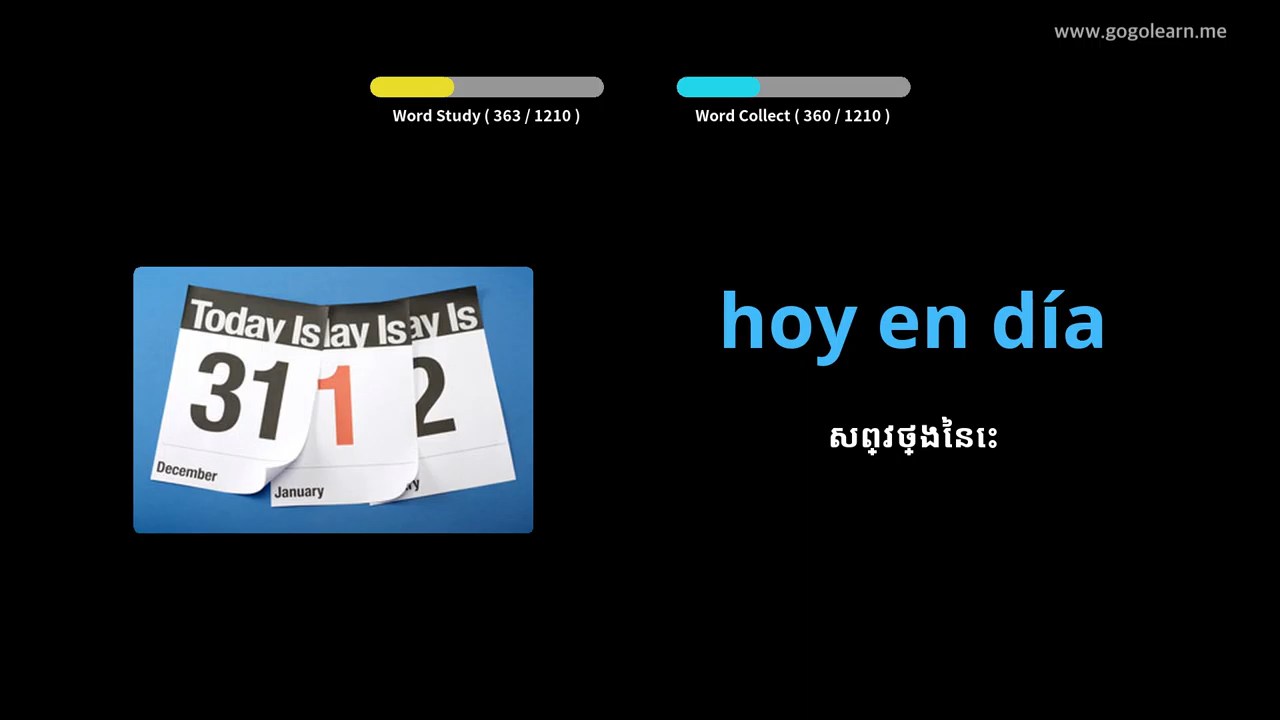 www.gogolearn.me
Word Study ( 363 / 1210 )
Word Collect ( 360 / 1210 )
Today Is
ay Is
ay Is
31
1
2
December
January
ry
hoy en día
សព្វថ្ងនៃះ